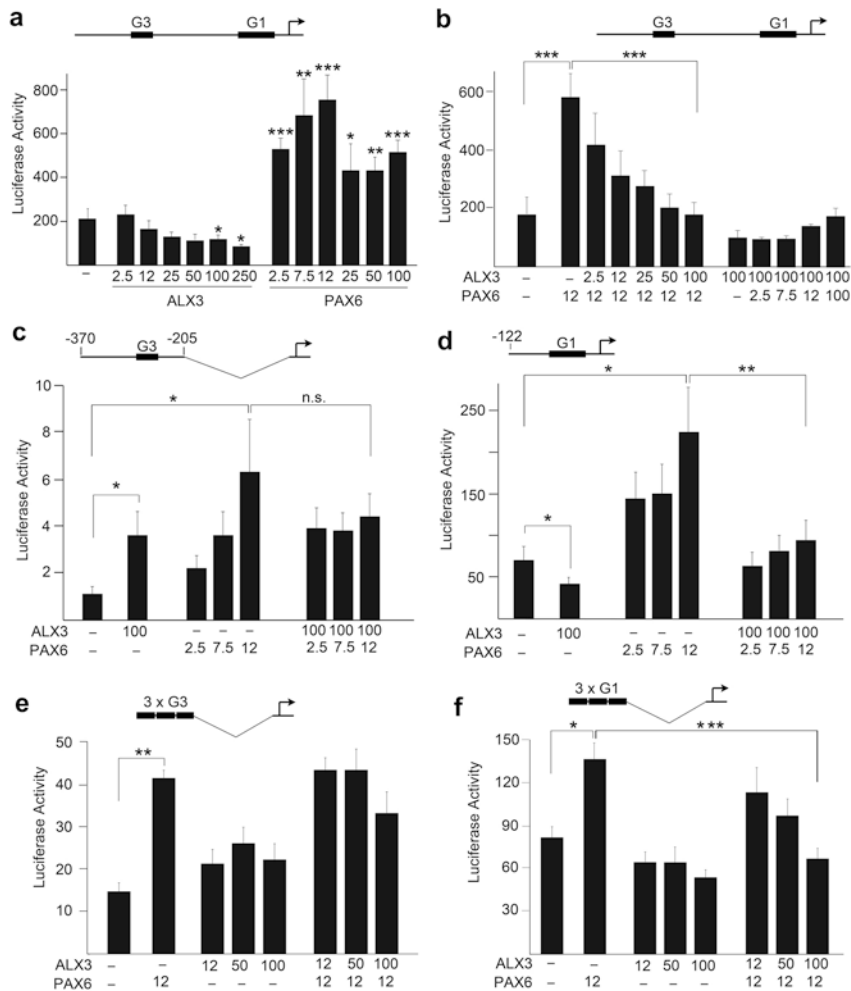 a
G3 G1
Luciferase Activity
800
600
400
200
*** ** *** * ** ***
* *
– 2.5 12 25 50 100 250 2.5 7.5 12 25 50 100
ALX3 PAX6
b
G3 G1
*** ***
Luciferase Activity
600
400
200
ALX3 – – 2.5 12 25 50 100 100 100 100 100 100
PAX6 – 12 12 12 12 12 12 – 2.5 7.5 12 100
c
-370 G3 -205
Luciferase Activity
10
8
6
4
2
* n.s.
*
ALX3 – 100 – – – 100 100 100
PAX6 – – 2.5 7.5 12 2.5 7.5 12
d
-122 G1
* **
Luciferase Activity
250
150
50
*
ALX3 – 100 – – – 100 100 100
PAX6 – – 2.5 7.5 12 2.5 7.5 12
e
3 x G3
Luciferase Activity
50
40
30
20
10
**
ALX3 – – 12 50 100 12 50 100
PAX6 – 12 – – – 12 12 12
f
3 x G1
* ***
Luciferase Activity
150
120
90
60
30
ALX3 – – 12 50 100 12 50 100
PAX6 – 12 – – – 12 12 12